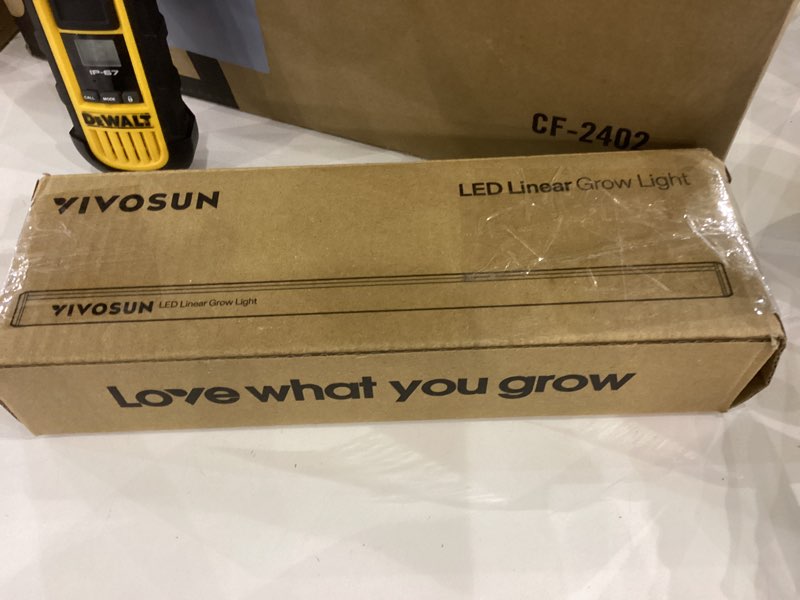 IP-67
CALL MODE
DEWALT
CF-2402
VIVOSUN
LED Linear Grow Light
VIVOSUN LED Linear Grow Light
Love what you grow